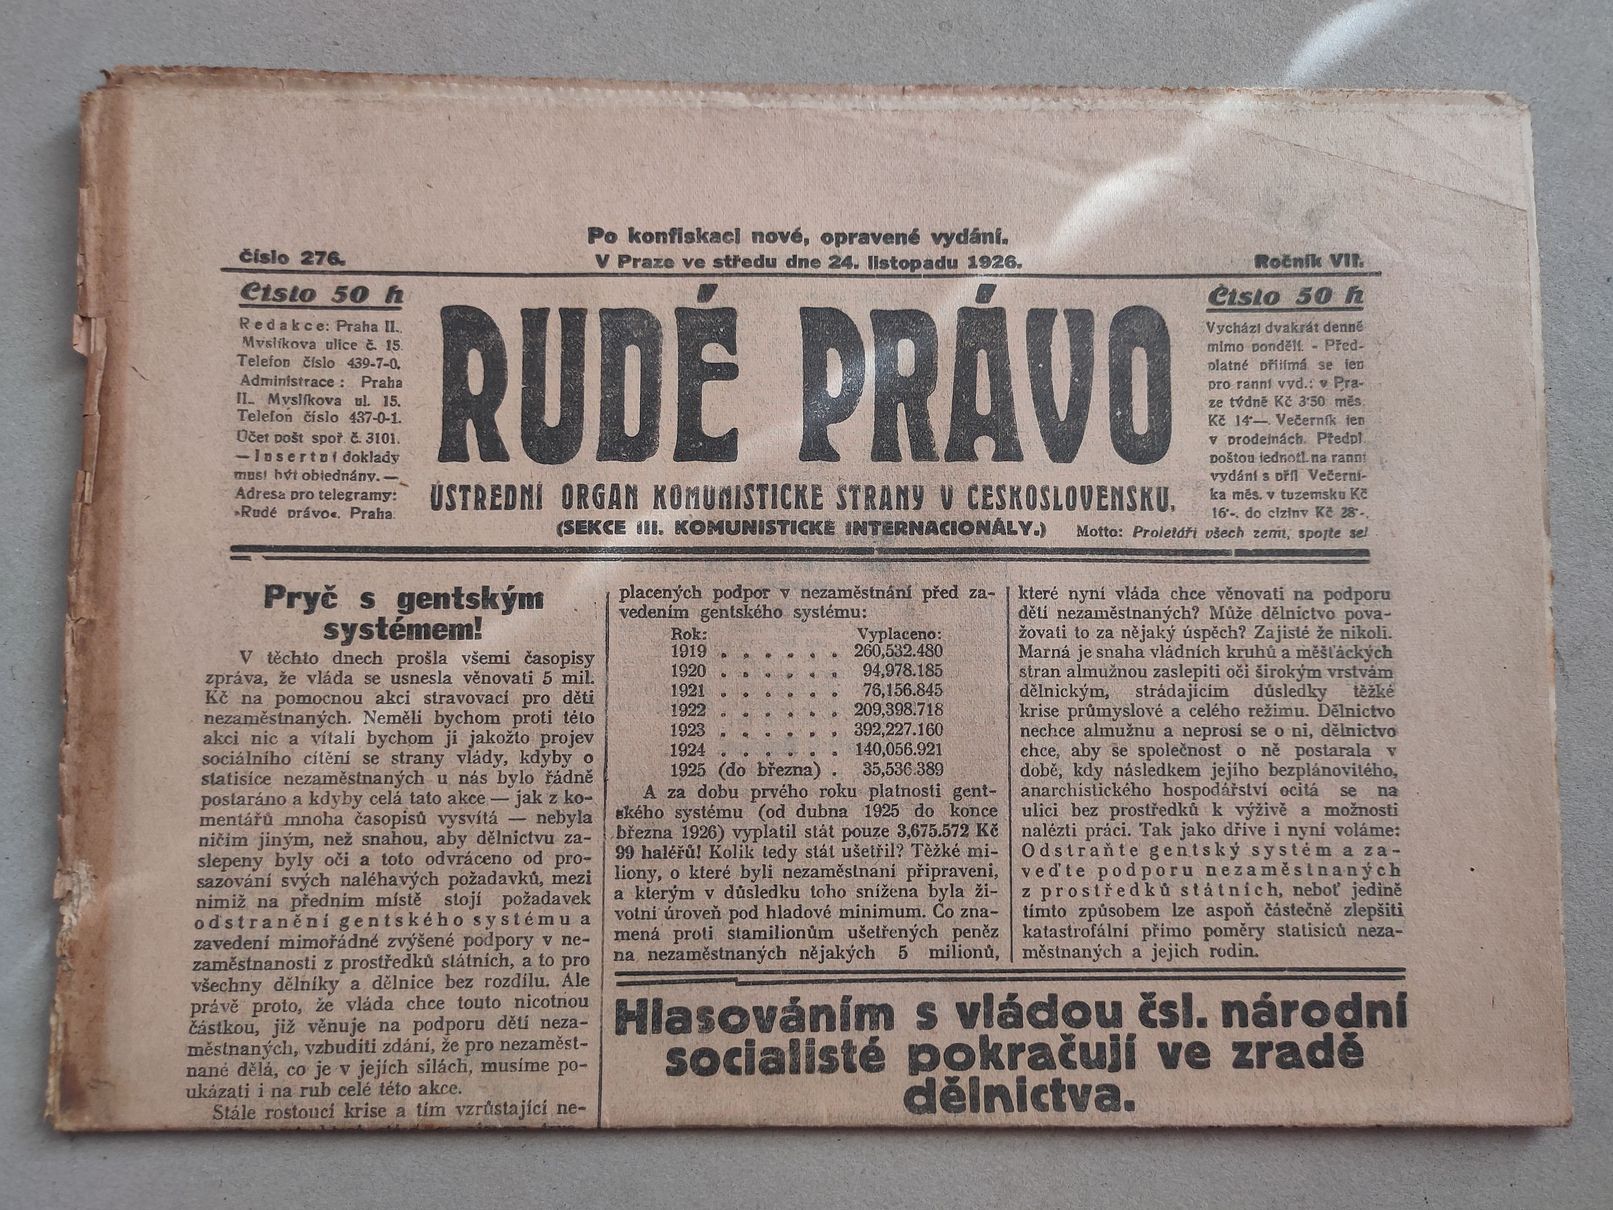 Po konfiskaci nové, opravené vydání.
číslo 276.
V Praze ve středu dne 24. listopadu 1926.
Ročník VII.
Číslo 50 h
Redakce: Praha II.
Myslíkova ulice č. 15.
Telefon číslo 439-7-0.
Administrace: Praha
II. Myslíkova ul. 15.
Telefon číslo 437-0-1.
Účet pošt spoř č. 3101.
— Insertní doklady
musí být objednány. —
Adresa pro telegramy:
»Rudé právo«. Praha
RUDÉ PRÁVO
ÚSTŘEDNÍ ORGÁN KOMUNISTICKÉ STRANY V ČESKOSLOVENSKU,
(SEKCE III. KOMUNISTICKÉ INTERNACIONÁLY.)
Motto: Proletáři všech zemí, spojte se!
Číslo 50 h
Vychází dvakrát denně
mimo pondělí. - Před-
platné přijímá se jen
pro ranní vyd.: v Pra-
ze týdně Kč 3·50 měs.
Kč 14·—. Večerník jen
v prodejnách. Předpl.
poštou jednotl. na ranní
vydání s příl Večerní-
ka měs. v tuzemsku Kč
16·-. do ciziny Kč 28·-.
Pryč s gentským
systémem!
V těchto dnech prošla všemi časopisy
zpráva, že vláda se usnesla věnovati 5 mil.
Kč na pomocnou akci stravovací pro děti
nezaměstnaných. Neměli bychom proti této
akci nic a vítali bychom ji jakožto projev
sociálního cítění se strany vlády, kdyby o
statisíce nezaměstnaných u nás bylo řádně
postaráno a kdyby celá tato akce — jak z ko-
mentářů mnoha časopisů vysvítá — nebyla
ničím jiným, než snahou, aby dělnictvu za-
slepeny byly oči a toto odvráceno od pro-
sazování svých naléhavých požadavků, mezi
nimiž na předním místě stojí požadavek
odstranění gentského systému a
zavedení mimořádné zvýšené podpory v ne-
zaměstnanosti z prostředků státních, a to pro
všechny dělníky a dělnice bez rozdílu. Ale
právě proto, že vláda chce touto nicotnou
částkou, již věnuje na podporu dětí neza-
městnaných, vzbuditi zdání, že pro nezaměst-
nané dělá, co je v jejích silách, musíme po-
ukázati i na rub celé této akce.
Stále rostoucí krise a tím vzrůstající ne-
placených podpor v nezaměstnání před za-
vedením gentského systému:
Rok: Vyplaceno:
1919 . . . . . . 260,532.480
1920 . . . . . . 94,978.185
1921 . . . . . . 76,156.845
1922 . . . . . . 209,398.718
1923 . . . . . . 392,227.160
1924 . . . . . . 140,056.921
1925 (do března) . 35,536.389
A za dobu prvého roku platnosti gent-
ského systému (od dubna 1925 do konce
března 1926) vyplatil stát pouze 3,675.572 Kč
99 haléřů! Kolik tedy stát ušetřil? Těžké mi-
liony, o které byli nezaměstnaní připraveni,
a kterým v důsledku toho snížena byla ži-
votní úroveň pod hladové minimum. Co zna-
mená proti stamilionům ušetřených peněz
na nezaměstnaných nějakých 5 milionů,
které nyní vláda chce věnovati na podporu
dětí nezaměstnaných? Může dělnictvo pova-
žovati to za nějaký úspěch? Zajisté že nikoli.
Marná je snaha vládních kruhů a měšťáckých
stran almužnou zaslepiti oči širokým vrstvám
dělnickým, strádajícím důsledky těžké
krise průmyslové a celého režimu. Dělnictvo
nechce almužnu a neprosí se o ni, dělnictvo
chce, aby se společnost o ně postarala v
době, kdy následkem jejího bezplánovitého,
anarchistického hospodářství ocitá se na
ulici bez prostředků k výživě a možnosti
nalézti práci. Tak jako dříve i nyní voláme:
Odstraňte gentský systém a za-
veďte podporu nezaměstnaných
z prostředků státních, neboť jedině
tímto způsobem lze aspoň částečně zlepšiti
katastrofální přímo poměry statisíců neza-
městnaných a jejich rodin.
Hlasováním s vládou čsl. národní
socialisté pokračují ve zradě
dělnictva.